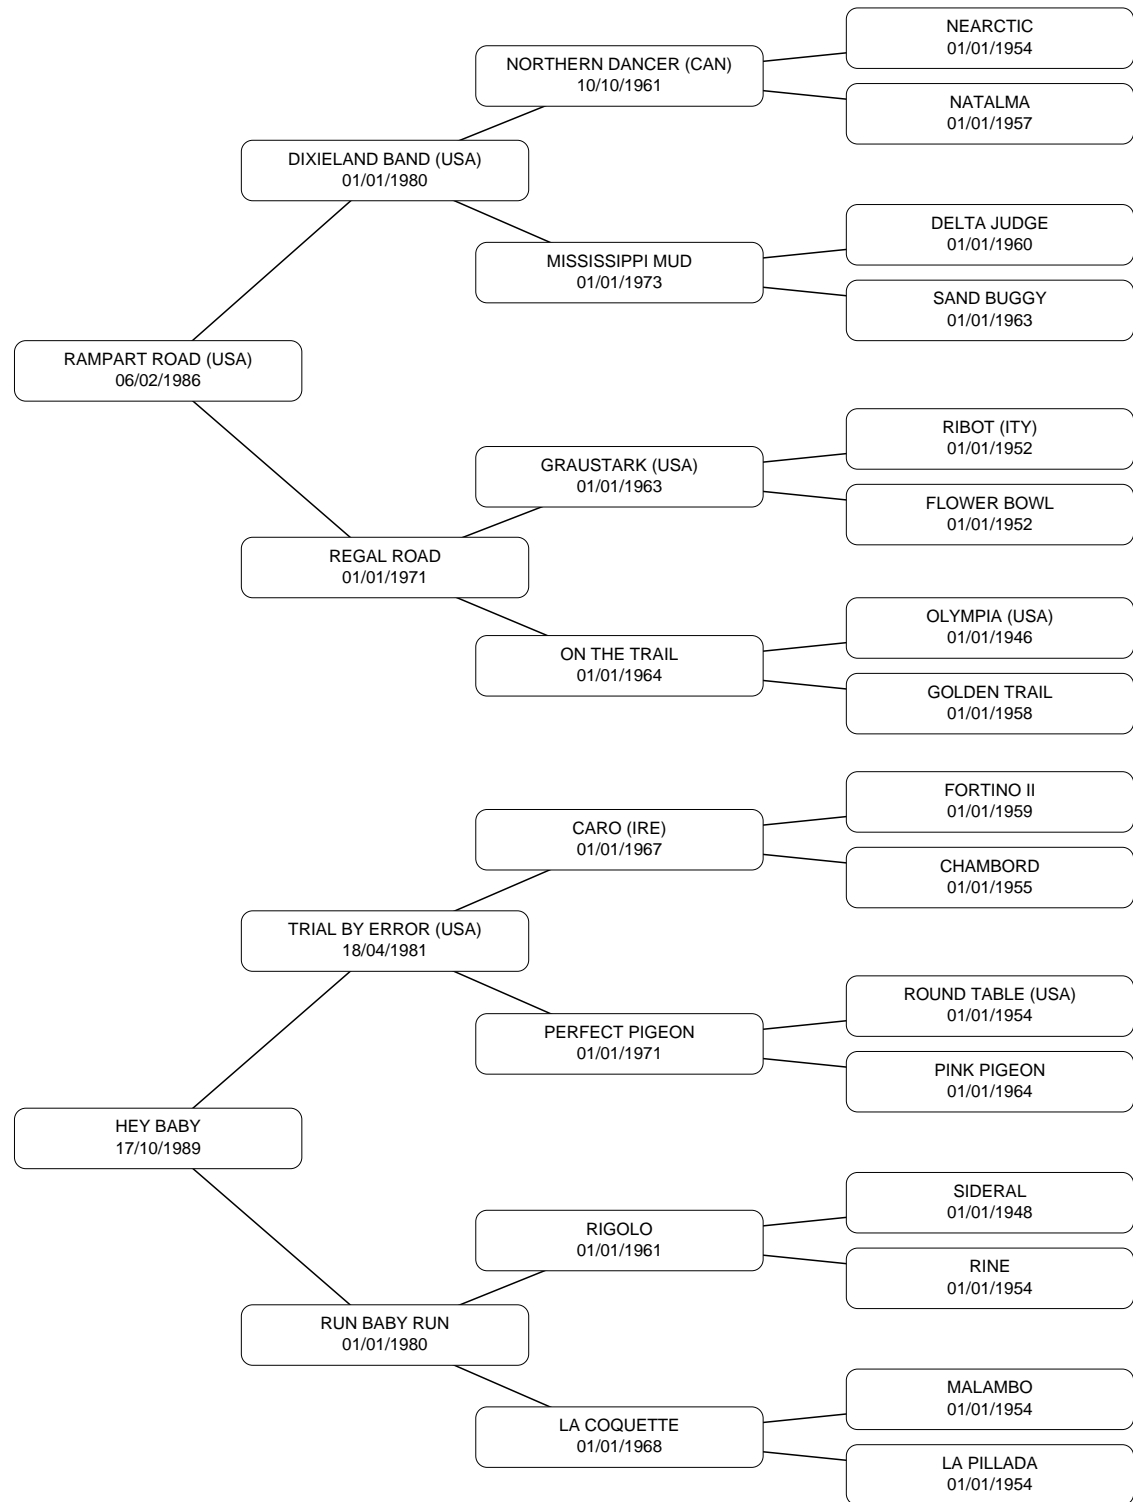 NEARCTIC
01/01/1954
NORTHERN DANCER (CAN)
10/10/1961
NATALMA
01/01/1957
DIXIELAND BAND (USA)
01/01/1980
DELTA JUDGE
01/01/1960
MISSISSIPPI MUD
01/01/1973
SAND BUGGY
01/01/1963
RAMPART ROAD (USA)
06/02/1986
RIBOT (ITY)
01/01/1952
GRAUSTARK (USA)
01/01/1963
FLOWER BOWL
01/01/1952
REGAL ROAD
01/01/1971
OLYMPIA (USA)
01/01/1946
ON THE TRAIL
01/01/1964
GOLDEN TRAIL
01/01/1958
FORTINO II
01/01/1959
CARO (IRE)
01/01/1967
CHAMBORD
01/01/1955
TRIAL BY ERROR (USA)
18/04/1981
ROUND TABLE (USA)
01/01/1954
PERFECT PIGEON
01/01/1971
PINK PIGEON
01/01/1964
HEY BABY
17/10/1989
SIDERAL
01/01/1948
RIGOLO
01/01/1961
RINE
01/01/1954
RUN BABY RUN
01/01/1980
MALAMBO
01/01/1954
LA COQUETTE
01/01/1968
LA PILLADA
01/01/1954